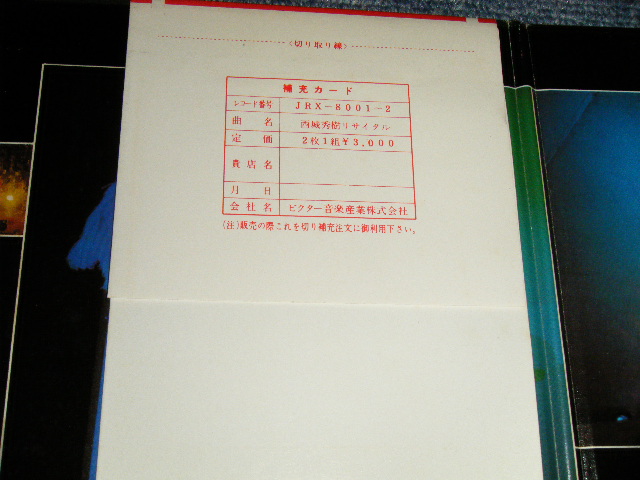 〈切り取り線〉
補充カード
レコード番号 JRX-8001-2
曲名 西城秀樹リサイタル
定価 2枚1組¥3,000
貴店名
月日
会社名 ビクター音楽産業株式会社
(注)販売の際これを切り補充注文に御利用下さい。